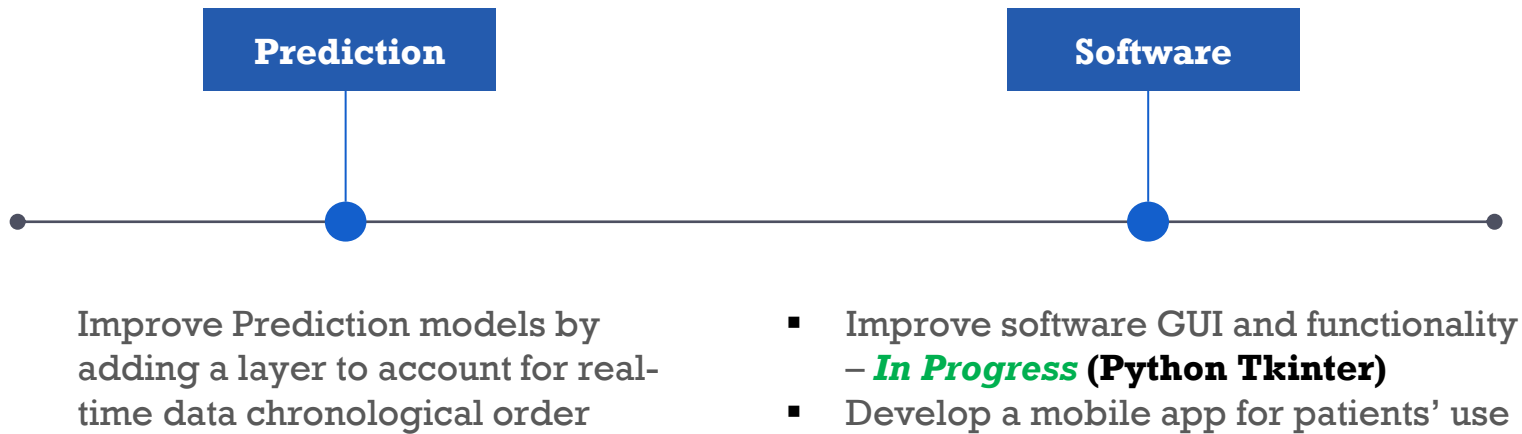 Prediction
Software
Improve Prediction models by
adding a layer to account for real-
time data chronological order
▪ Improve software GUI and functionality
– In Progress (Python Tkinter)
▪ Develop a mobile app for patients’ use